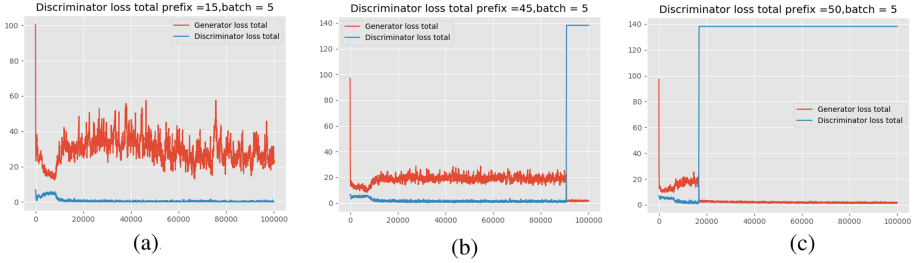 Discriminator loss total prefix =15,batch = 5
Generator loss total
Discriminator loss total
100
80
60
40
20
0
0 20000 40000 60000 80000 100000
(a).
Discriminator loss total prefix =45,batch = 5
Generator loss total
Discriminator loss total
140
120
100
80
60
40
20
0
0 20000 40000 60000 80000 100000
(b)
Discriminator loss total prefix =50,batch = 5
Generator loss total
Discriminator loss total
140
120
100
80
60
40
20
0
0 20000 40000 60000 80000 100000
(c)